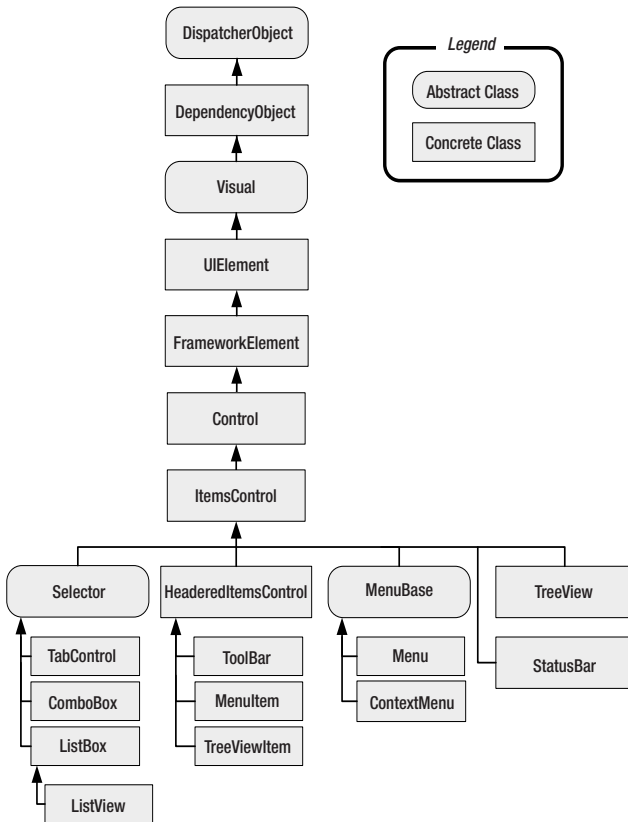 DispatcherObject
Legend
Abstract Class
DependencyObject
Concrete Class
Visual
UIElement
FrameworkElement
Control
ItemsControl
Selector
HeaderedItemsControl
MenuBase
TreeView
TabControl
ToolBar
Menu
StatusBar
ComboBox
MenuItem
ContextMenu
ListBox
TreeViewItem
ListView